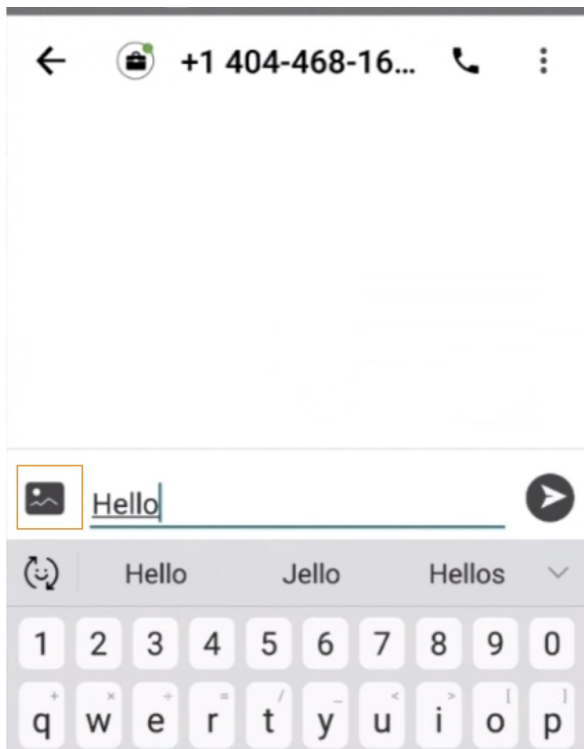 +1 404-468-16...
Hello
Hello Jello Hellos
1 2 3 4 5 6 7 8 9 0
+ × ÷ = / _ < > [ ]
q w e r t y u i o p